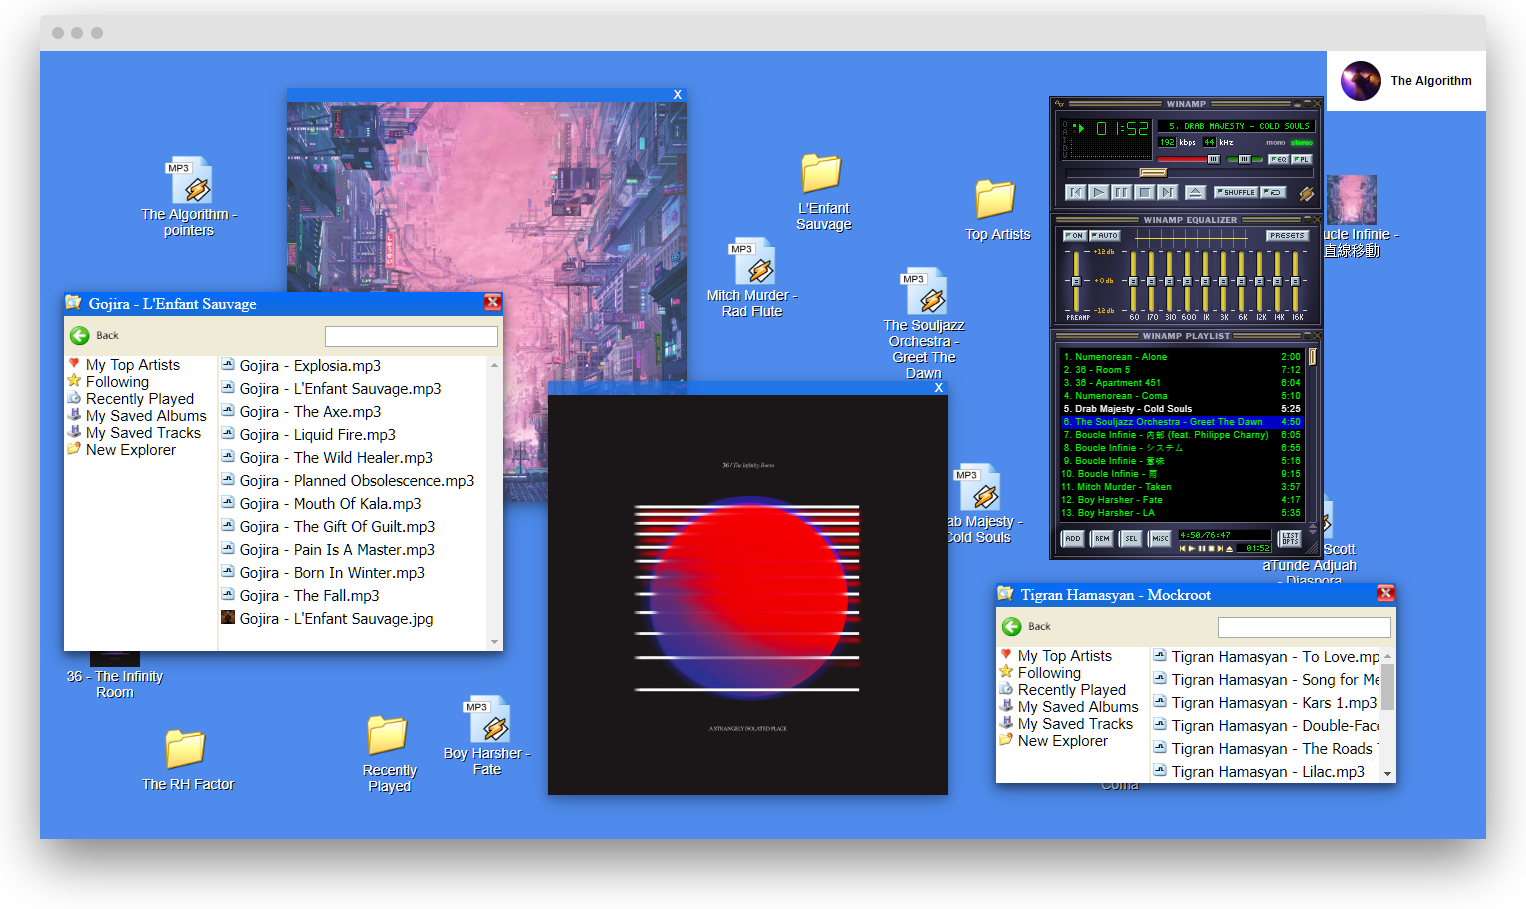 The Algorithm
X
MP3
The Algorithm -
pointers
L'Enfant
Sauvage
Top Artists
MP3
Mitch Murder -
Rad Flute
MP3
The Souljazz
Orchestra -
Greet The
Dawn
WINAMP
01:52
5. DRAB MAJESTY - COLD SOULS
192 kbps 44 kHz mono stereo
EQ PL
SHUFFLE
WINAMP EQUALIZER
ON AUTO PRESETS
+12db
+0db
-12db
PREAMP 60 170 310 600 1K 3K 6K 12K 14K 16K
WINAMP PLAYLIST
1. Numenorean - Alone 2:00
2. 36 - Room 5 7:12
3. 36 - Apartment 451 6:04
4. Numenorean - Coma 5:10
5. Drab Majesty - Cold Souls 5:25
6. The Souljazz Orchestra - Greet The Dawn 4:50
7. Boucle Infinie - 内部 (feat. Philippe Charny) 6:05
8. Boucle Infinie - システム 6:55
9. Boucle Infinie - 意味 5:16
10. Boucle Infinie - 雨 9:15
11. Mitch Murder - Taken 3:57
12. Boy Harsher - Fate 4:17
13. Boy Harsher - LA 5:35
ADD REM SEL MISC
4:50/76:47
01:52
LIST
OPTS
ucle Infinie -
直線移動
Gojira - L'Enfant Sauvage
Back
My Top Artists
Following
Recently Played
My Saved Albums
My Saved Tracks
New Explorer
Gojira - Explosia.mp3
Gojira - L'Enfant Sauvage.mp3
Gojira - The Axe.mp3
Gojira - Liquid Fire.mp3
Gojira - The Wild Healer.mp3
Gojira - Planned Obsolescence.mp3
Gojira - Mouth Of Kala.mp3
Gojira - The Gift Of Guilt.mp3
Gojira - Pain Is A Master.mp3
Gojira - Born In Winter.mp3
Gojira - The Fall.mp3
Gojira - L'Enfant Sauvage.jpg
X
36 / The Infinity Room
A STRANGELY ISOLATED PLACE
MP3
ab Majesty -
Cold Souls
Scott
aTunde Adjuah
- Diaspora
Tigran Hamasyan - Mockroot
Back
My Top Artists
Following
Recently Played
My Saved Albums
My Saved Tracks
New Explorer
Tigran Hamasyan - To Love.mp
Tigran Hamasyan - Song for Me
Tigran Hamasyan - Kars 1.mp3
Tigran Hamasyan - Double-Face
Tigran Hamasyan - The Roads
Tigran Hamasyan - Lilac.mp3
Coma
36 - The Infinity
Room
The RH Factor
Recently
Played
MP3
Boy Harsher -
Fate